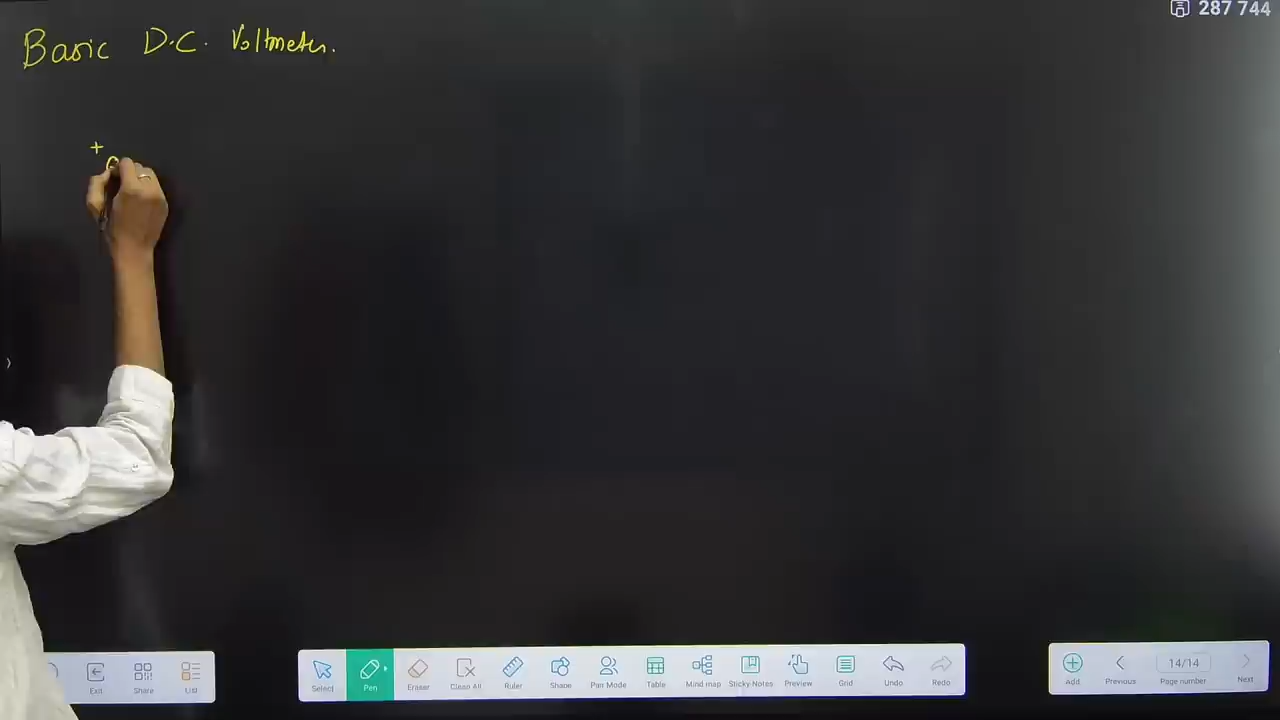 287 744
Basic D.C. Voltmeter.
+
Exit
Share
List
Select
Pen
Eraser
Clean All
Ruler
Shape
Pen Mode
Table
Mind map
Sticky Notes
Preview
Grid
Undo
Redo
Add
Previous
14/14
Page number
Next